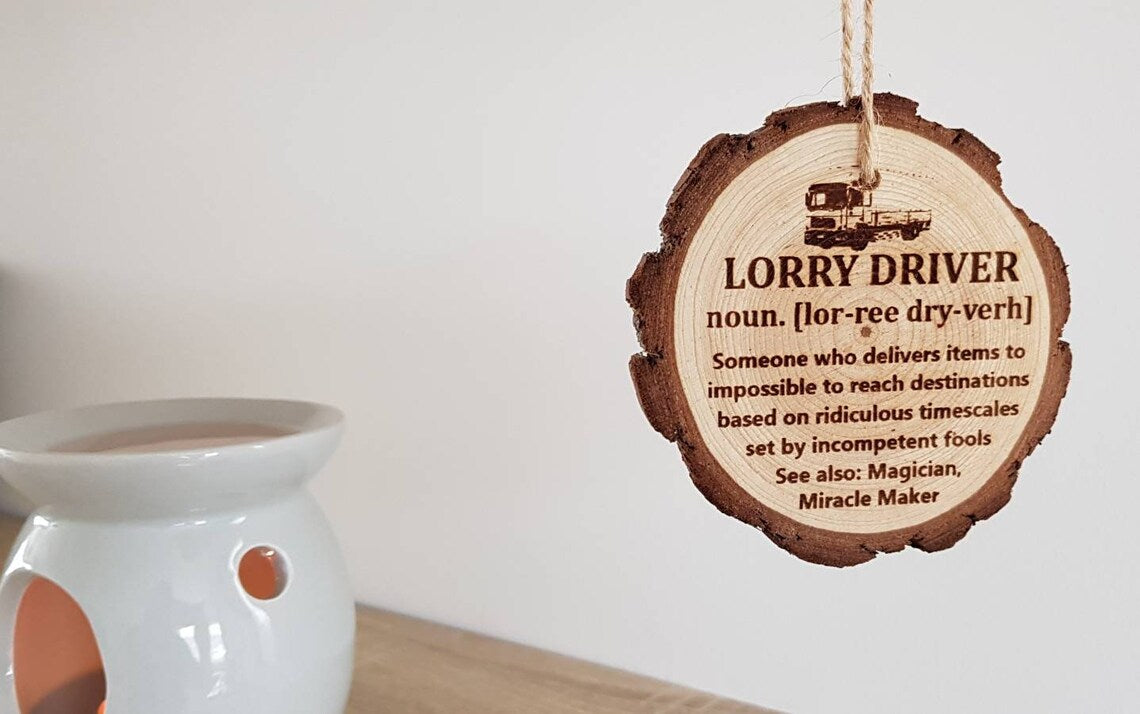 LORRY DRIVER
noun. [lor-ree dry-verh]
Someone who delivers items to
impossible to reach destinations
based on ridiculous timescales
set by incompetent fools
See also: Magician,
Miracle Maker